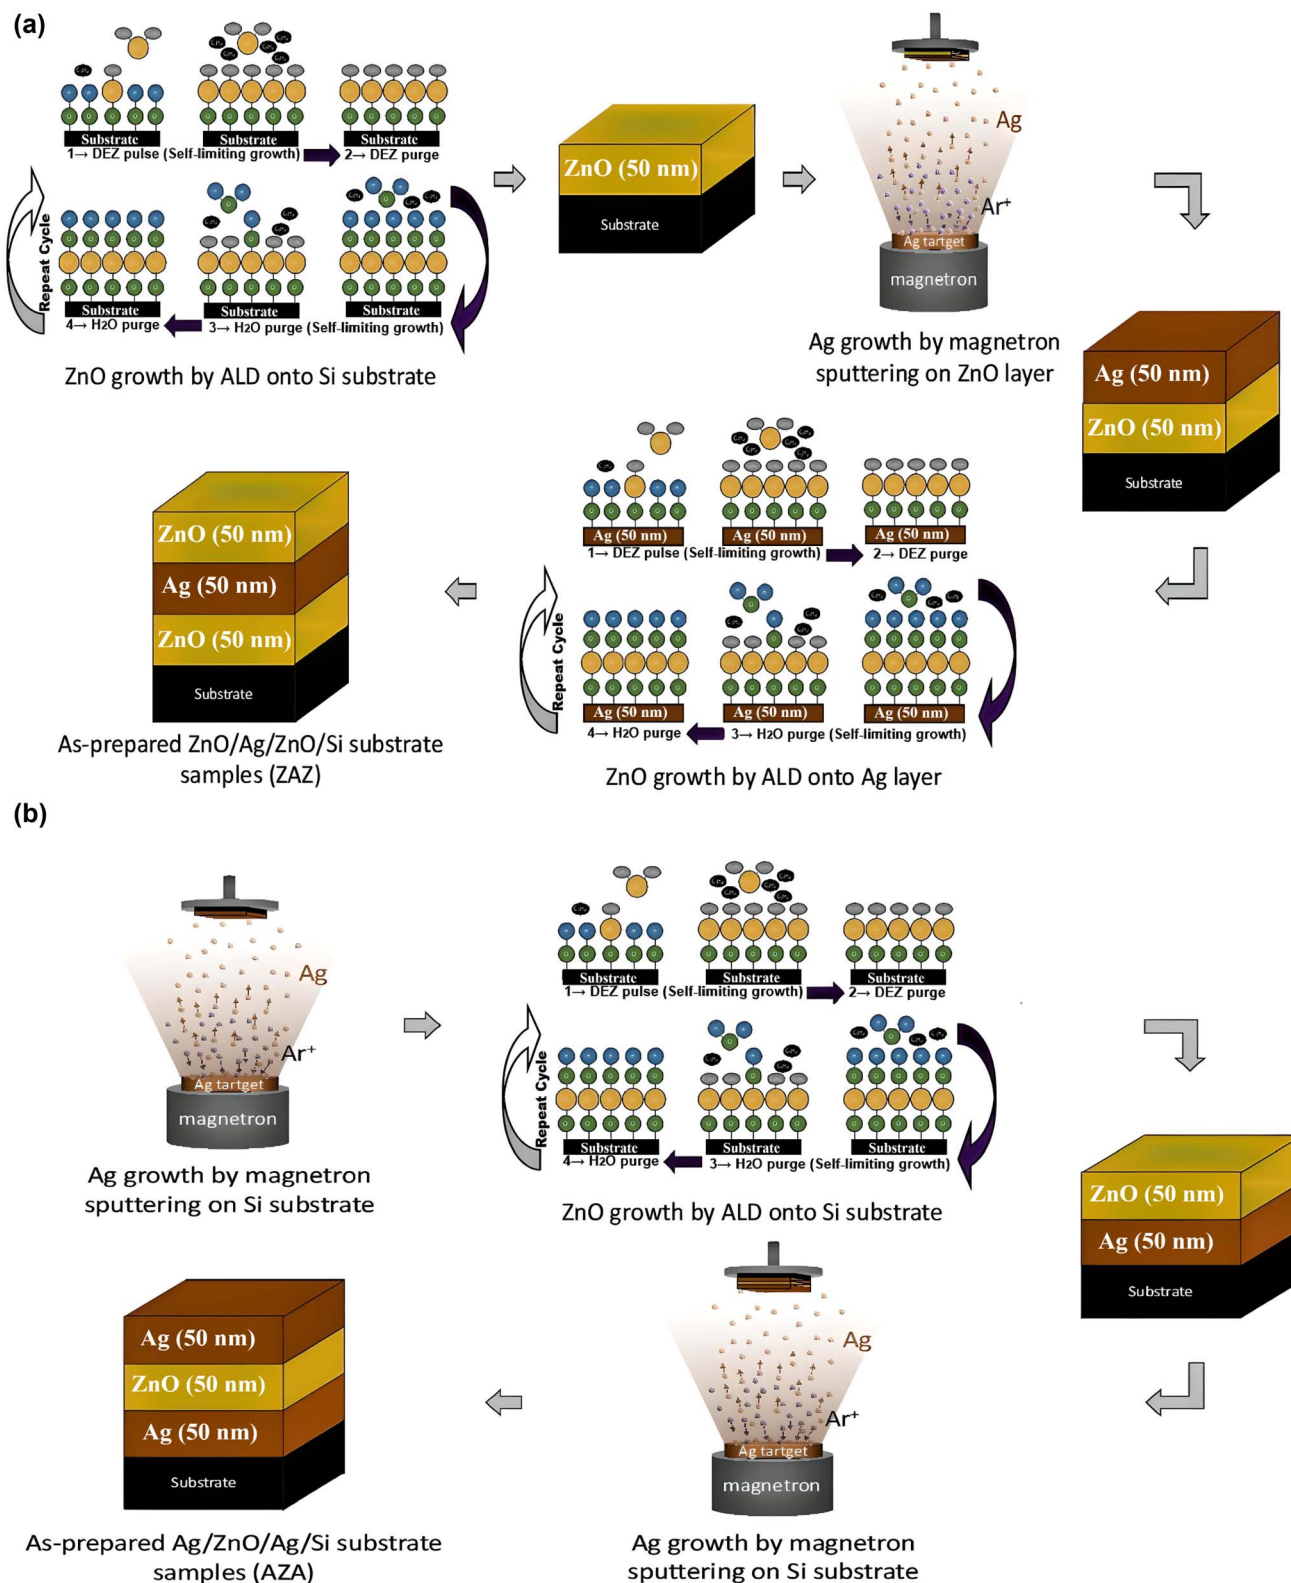 (a)
Substrate
Substrate
Substrate
1→ DEZ pulse (Self-limiting growth)
2→ DEZ purge
Repeat Cycle
Substrate
Substrate
Substrate
4→ H2O purge
3→ H2O purge (Self-limiting growth)
ZnO growth by ALD onto Si substrate
ZnO (50 nm)
Substrate
Ag
Ar+
Ag tartget
magnetron
Ag growth by magnetron
sputtering on ZnO layer
Ag (50 nm)
ZnO (50 nm)
Substrate
Ag (50 nm)
Ag (50 nm)
Ag (50 nm)
1→ DEZ pulse (Self-limiting growth)
2→ DEZ purge
Repeat Cycle
Ag (50 nm)
Ag (50 nm)
Ag (50 nm)
4→ H2O purge
3→ H2O purge (Self-limiting growth)
ZnO growth by ALD onto Ag layer
ZnO (50 nm)
Ag (50 nm)
ZnO (50 nm)
Substrate
As-prepared ZnO/Ag/ZnO/Si substrate
samples (ZAZ)
(b)
Ag
Ar+
Ag tartget
magnetron
Ag growth by magnetron
sputtering on Si substrate
Substrate
Substrate
Substrate
1→ DEZ pulse (Self-limiting growth)
2→ DEZ purge
Repeat Cycle
Substrate
Substrate
Substrate
4→ H2O purge
3→ H2O purge (Self-limiting growth)
ZnO growth by ALD onto Si substrate
ZnO (50 nm)
Ag (50 nm)
Substrate
Ag
Ar+
Ag tartget
magnetron
Ag growth by magnetron
sputtering on Si substrate
Ag (50 nm)
ZnO (50 nm)
Ag (50 nm)
Substrate
As-prepared Ag/ZnO/Ag/Si substrate
samples (AZA)